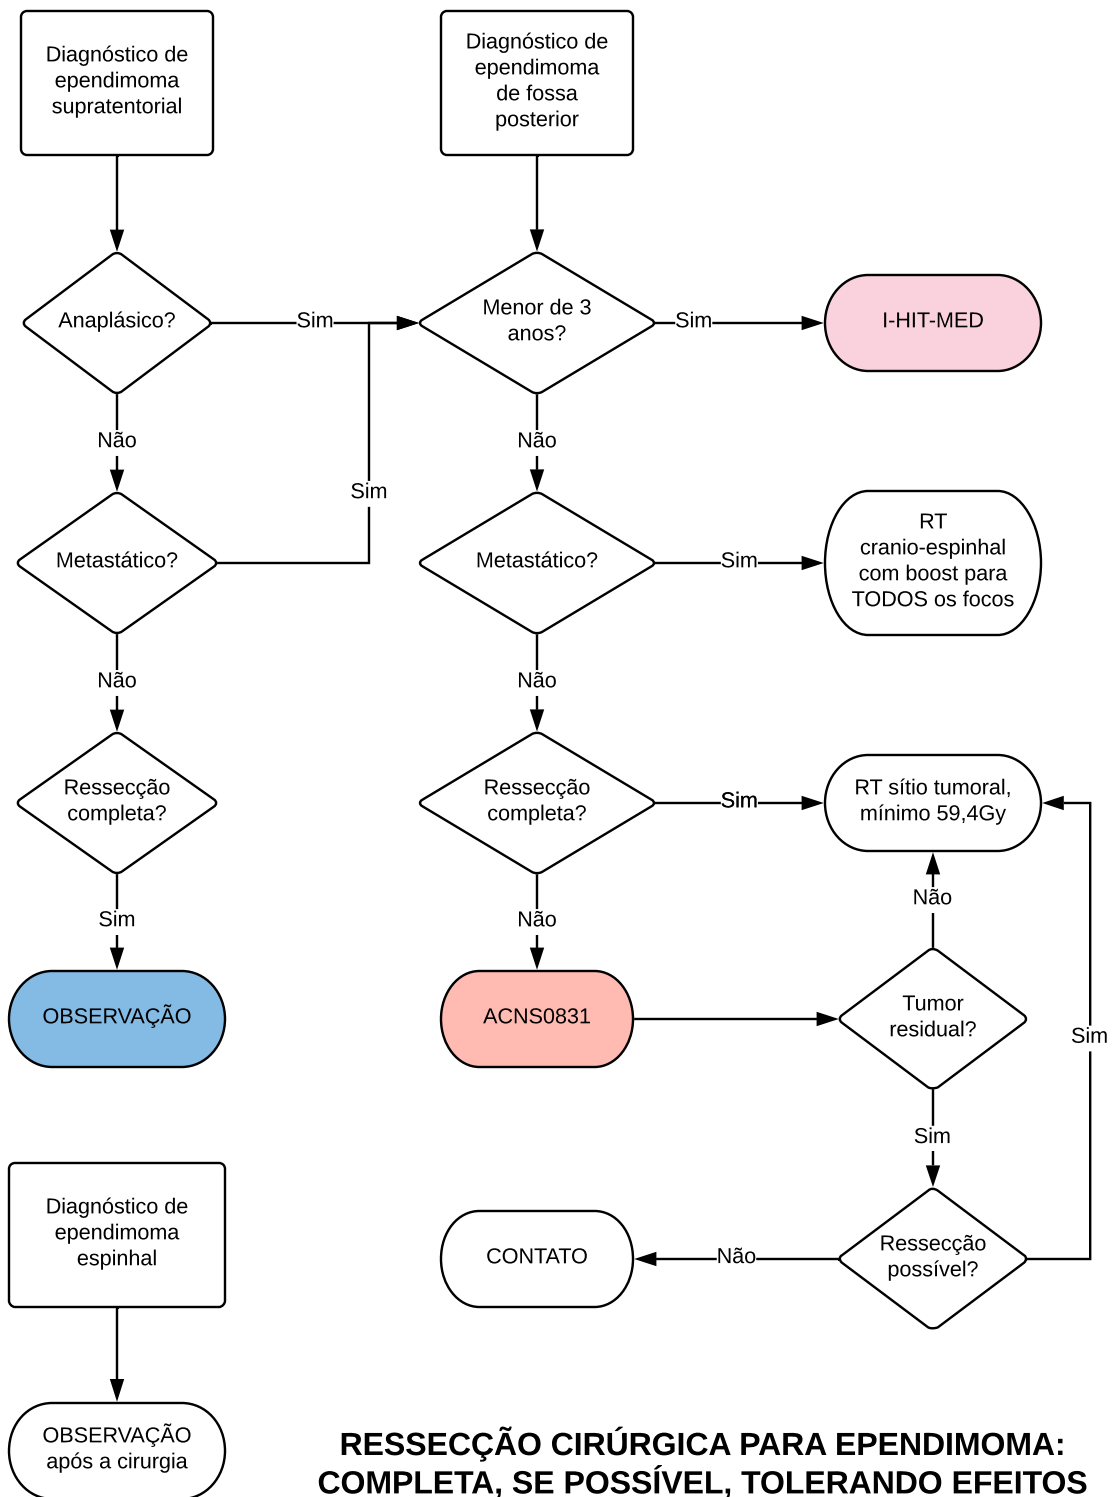 Diagnóstico de
ependimoma
supratentorial
Diagnóstico de
ependimoma
de fossa
posterior
Anaplásico?
Sim
Menor de 3
anos?
Sim
I-HIT-MED
Não
Não
Sim
Metastático?
Metastático?
Sim
RT
cranio-espinhal
com boost para
TODOS os focos
Não
Não
Ressecção
completa?
Ressecção
completa?
Sim
RT sítio tumoral,
mínimo 59,4Gy
Sim
Não
Não
OBSERVAÇÃO
ACNS0831
Tumor
residual?
Sim
Sim
Diagnóstico de
ependimoma
espinhal
CONTATO
Não
Ressecção
possível?
OBSERVAÇÃO
após a cirurgia
RESSECÇÃO CIRÚRGICA PARA EPENDIMOMA:
COMPLETA, SE POSSÍVEL, TOLERANDO EFEITOS